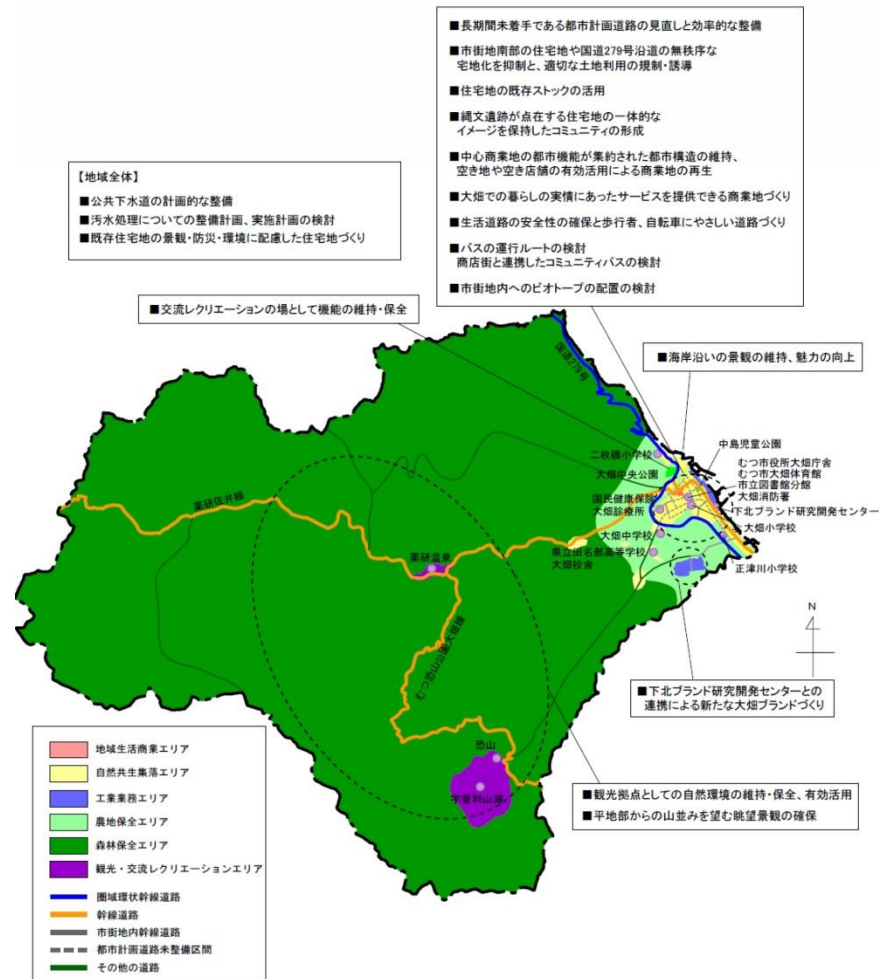 ■長期間未着手である都市計画道路の見直しと効率的な整備
■市街地南部の住宅地や国道279号沿道の無秩序な
宅地化を抑制と、適切な土地利用の規制・誘導
■住宅地の既存ストックの活用
■縄文遺跡が点在する住宅地の一体的な
イメージを保持したコミュニティの形成
■中心商業地の都市機能が集約された都市構造の維持、
空き地や空き店舗の有効活用による商業地の再生
■大畑での暮らしの実情にあったサービスを提供できる商業地づくり
■生活道路の安全性の確保と歩行者、自転車にやさしい道路づくり
■バスの運行ルートの検討
商店街と連携したコミュニティバスの検討
■市街地内へのビオトープの配置の検討
【地域全体】
■公共下水道の計画的な整備
■汚水処理についての整備計画、実施計画の検討
■既存住宅地の景観・防災・環境に配慮した住宅地づくり
■交流レクリエーションの場として機能の維持・保全
■海岸沿いの景観の維持、魅力の向上
国道279号
中島児童公園
二枚橋小学校
むつ市役所大畑庁舎
むつ市大畑体育館
大畑中央公園
市立図書館分館
大畑消防署
国民健康保険
大畑診療所
下北ブランド研究開発センター
大畑小学校
大畑中学校
県立田名部高等学校
大畑校舎
正津川小学校
薬研佐井線
薬研温泉
むつ恐山公園大畑線
N
■下北ブランド研究開発センターとの
連携による新たな大畑ブランドづくり
恐山
宇曽利山湖
■観光拠点としての自然環境の維持・保全、有効活用
■平地部からの山並みを望む眺望景観の確保
地域生活商業エリア
自然共生集落エリア
工業業務エリア
農地保全エリア
森林保全エリア
観光・交流レクリエーションエリア
圏域環状幹線道路
幹線道路
市街地内幹線道路
都市計画道路未整備区間
その他の道路